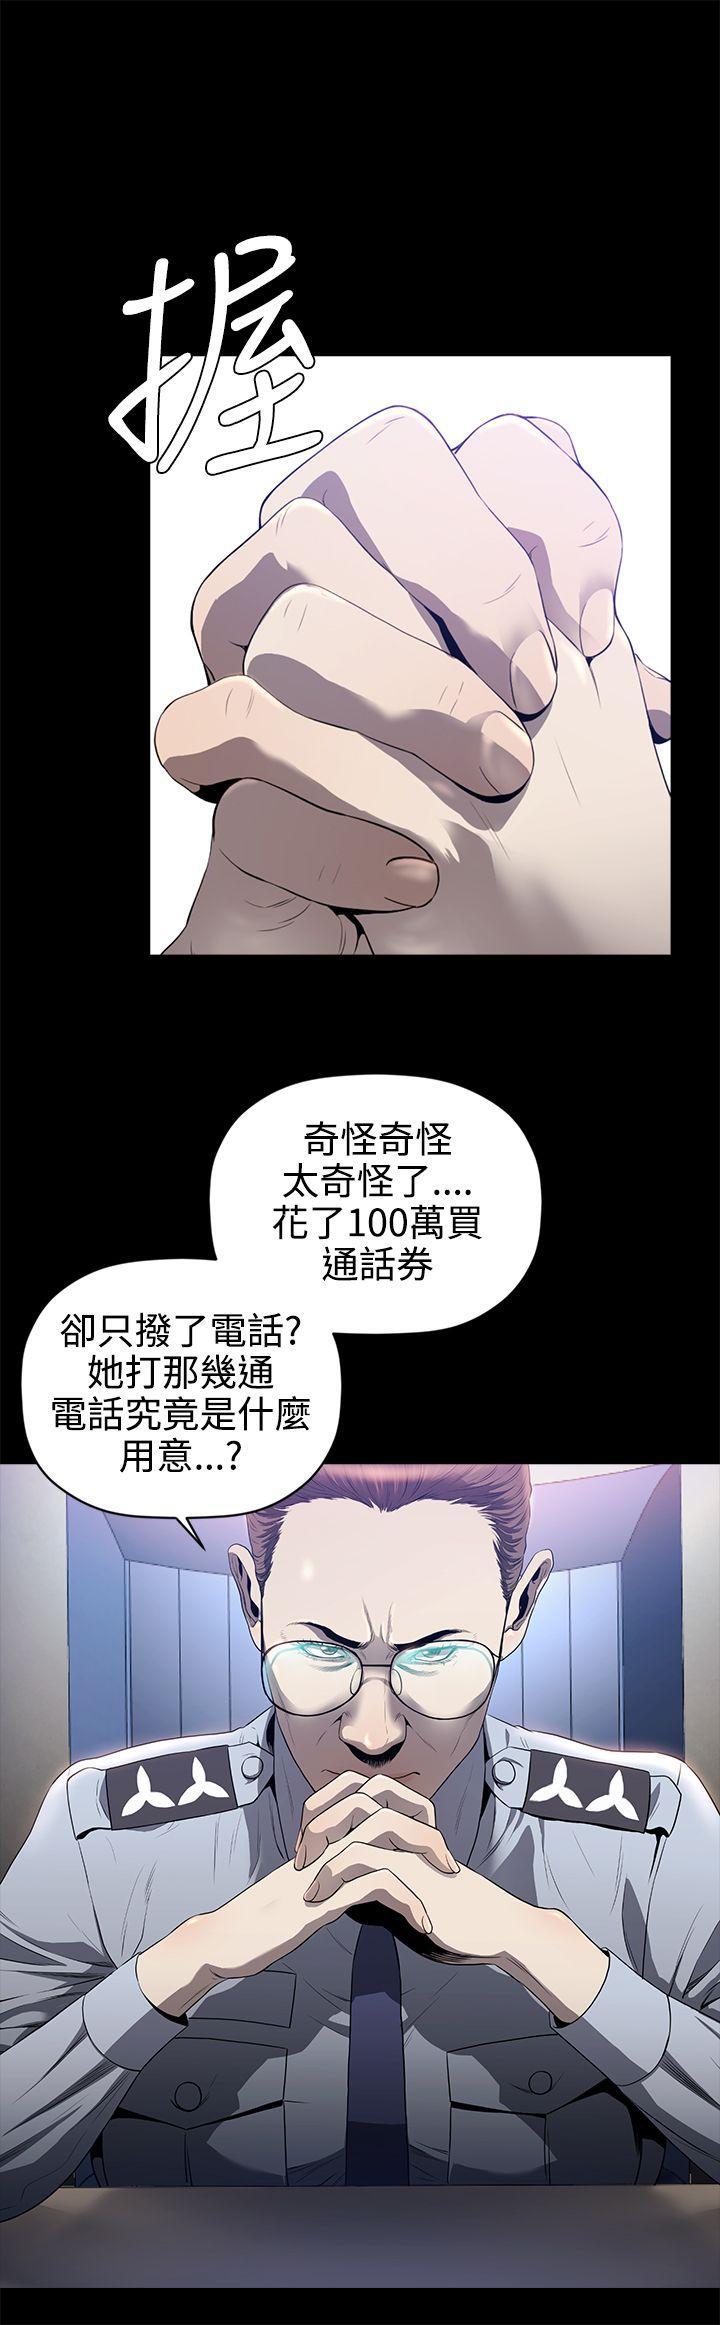 握
奇怪奇怪
太奇怪了....
花了100萬買
通話券
卻只撥了電話?
她打那幾通
電話究竟是什麼
用意...?